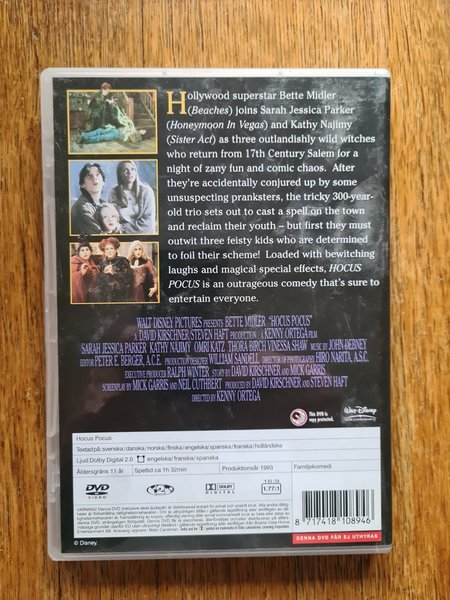 Hollywood superstar Bette Midler
(Beaches) joins Sarah Jessica Parker
(Honeymoon In Vegas) and Kathy Najimy
(Sister Act) as three outlandishly wild witches
who return from 17th Century Salem for a
night of zany fun and comic chaos. After
they're accidentally conjured up by some
unsuspecting pranksters, the tricky 300-year-
old trio sets out to cast a spell on the town
and reclaim their youth – but first they must
outwit three feisty kids who are determined
to foil their scheme! Loaded with bewitching
laughs and magical special effects, HOCUS
POCUS is an outrageous comedy that's sure to
entertain everyone.
WALT DISNEY PICTURES PRESENTS BETTE MIDLER "HOCUS POCUS"
A DAVID KIRSCHNER/STEVEN HAFT PRODUCTION A KENNY ORTEGA FILM
SARAH JESSICA PARKER KATHY NAJIMY OMRI KATZ THORA BIRCH VINESSA SHAW MUSIC BY JOHN DEBNEY
EDITOR PETER E. BERGER, A.C.E. PRODUCTION DESIGNER WILLIAM SANDELL DIRECTOR OF PHOTOGRAPHY HIRO NARITA, A.S.C.
EXECUTIVE PRODUCER RALPH WINTER STORY BY DAVID KIRSCHNER AND MICK GARRIS
SCREENPLAY BY MICK GARRIS AND NEIL CUTHBERT PRODUCED BY DAVID KIRSCHNER AND STEVEN HAFT
DIRECTED BY KENNY ORTEGA
This DVD is
copy protected.
WALT DISNEY
Hocus Pocus
Textad på: svenska/danska/norska/finska/engelska/spanska/franska/holländska
Ljud: Dolby Digital 2.0 engelska/franska/spanska
Åldersgräns 11 år Speltid ca 1h 32min Produktionsår 1993 Familjekomedi
DVD
VIDEO
DOLBY
DIGITAL
2
16:9
1.77:1
8 717418 108946
DENNA DVD FÅR EJ UTHYRAS
© Disney.